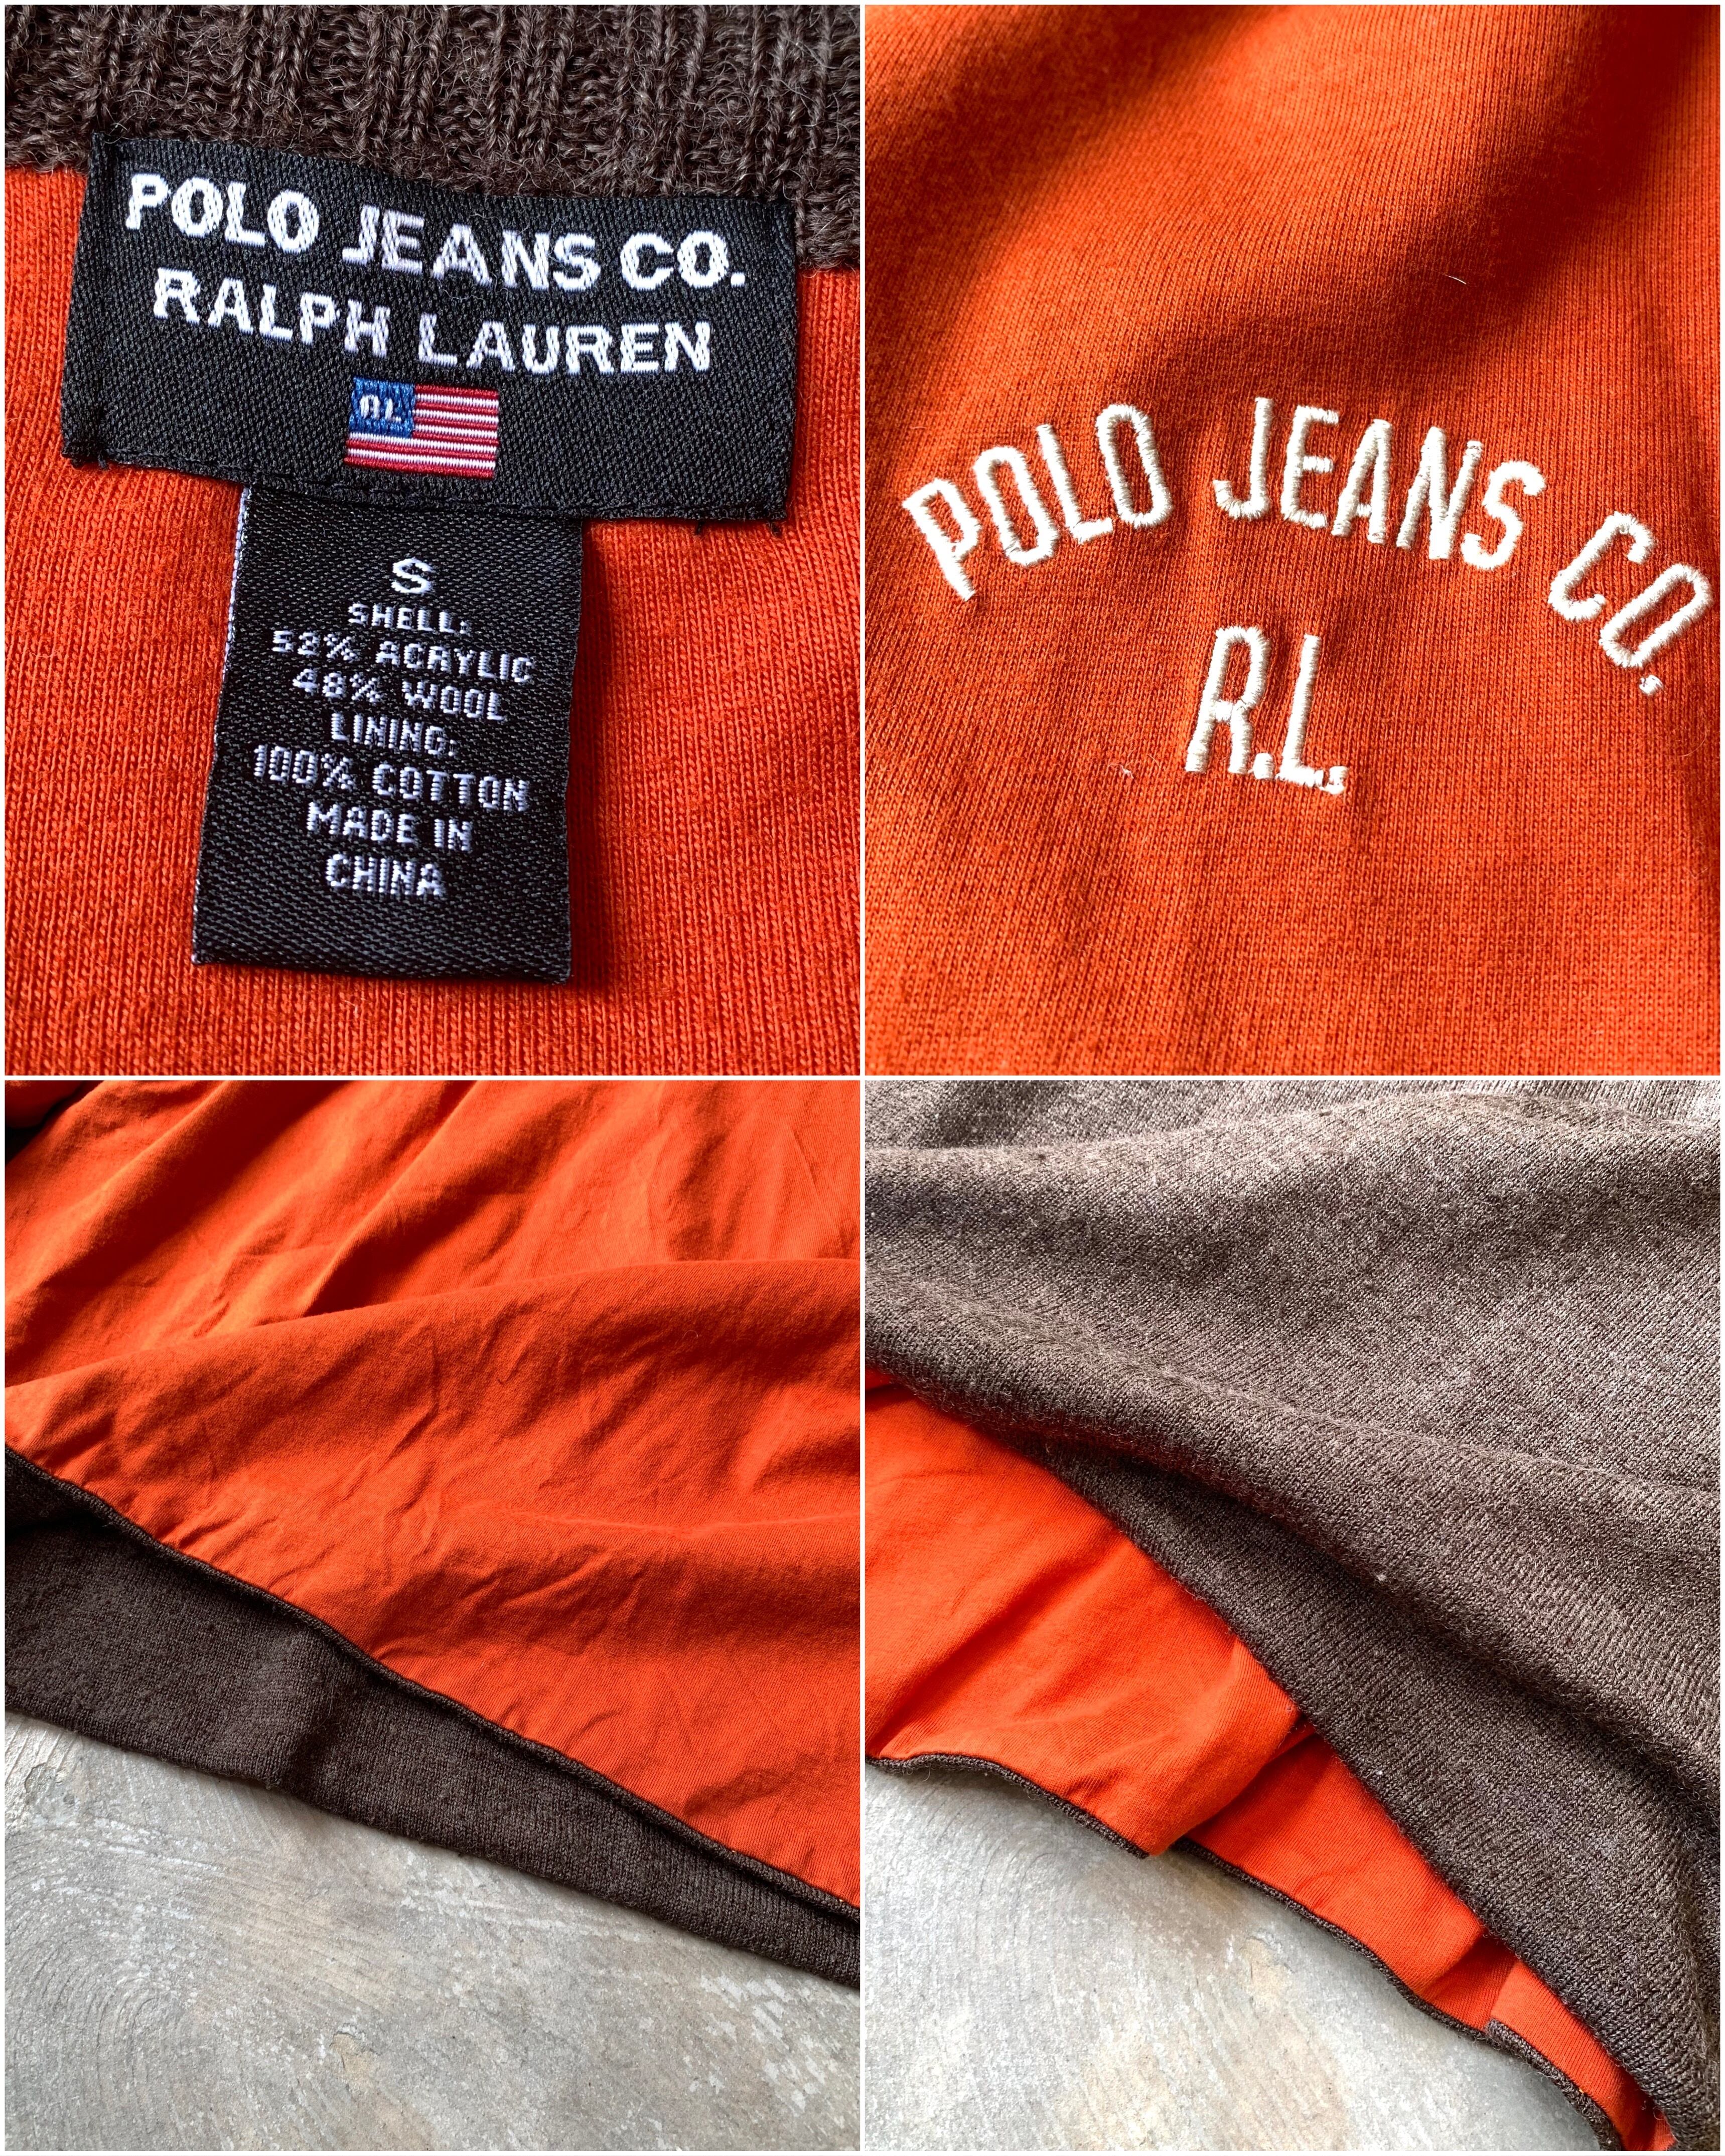 POLO JEANS CO.
RALPH LAUREN
RL
S
SHELL:
52% ACRYLIC
48% WOOL
LINING:
100% COTTON
MADE IN
CHINA
POLO JEANS CO.
R.L.